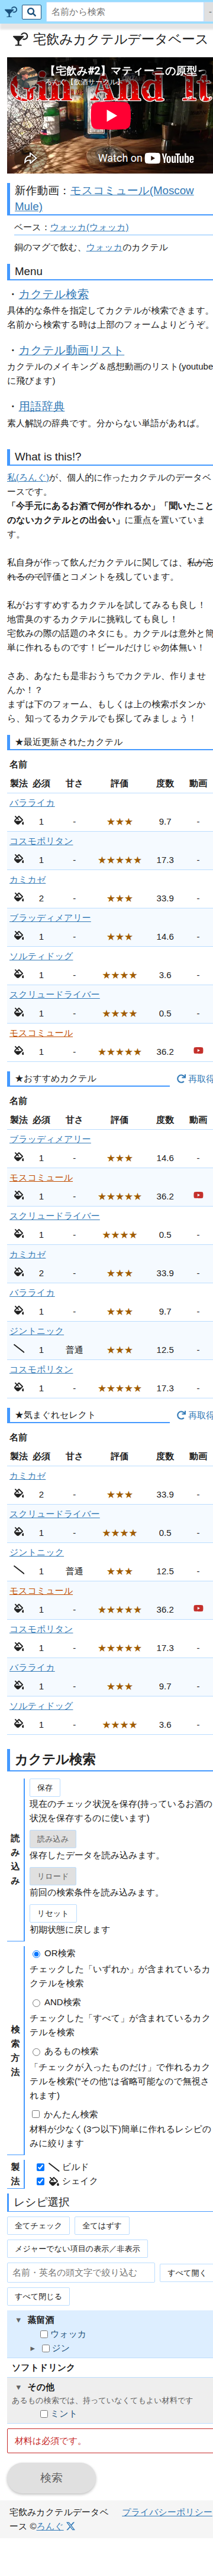 名前から検索
宅飲みカクテルデータベース
【宅飲み#2】マティーニの原型
Watch on YouTube
新作動画：モスコミュール(Moscow
Mule)
ベース：ウォッカ(ウォッカ)
銅のマグで飲む、ウォッカのカクテル
Menu
・カクテル検索
具体的な条件を指定してカクテルが検索できます。
名前から検索する時は上部のフォームよりどうぞ。
・カクテル動画リスト
カクテルのメイキング＆感想動画のリスト(youtube
に飛びます)
・用語辞典
素人解説の辞典です。分からない単語があれば。
What is this!?
私(ろんぐ)が、個人的に作ったカクテルのデータベ
ースです。
「今手元にあるお酒で何が作れるか」「聞いたこと
のないカクテルとの出会い」に重点を置いていま
す。
私自身が作って飲んだカクテルに関しては、私が忘
れるので評価とコメントを残しています。
私がおすすめするカクテルを試してみるも良し！
地雷臭のするカクテルに挑戦しても良し！
宅飲みの際の話題のネタにも。カクテルは意外と簡
単に作れるものです！ビールだけじゃ勿体無い！
さあ、あなたも是非おうちでカクテル、作りませ
んか！？
まずは下のフォーム、もしくは上の検索ボタンか
ら、知ってるカクテルでも探してみましょう！
★最近更新されたカクテル
名前
製法 必須 甘さ 評価 度数 動画
バラライカ
1 - ★★★ 9.7 -
コスモポリタン
1 - ★★★★★ 17.3 -
カミカゼ
2 - ★★★ 33.9 -
ブラッディメアリー
1 - ★★★ 14.6 -
ソルティドッグ
1 - ★★★★ 3.6 -
スクリュードライバー
1 - ★★★★ 0.5 -
モスコミュール
1 - ★★★★★ 36.2
★おすすめカクテル
再取得
名前
製法 必須 甘さ 評価 度数 動画
ブラッディメアリー
1 - ★★★ 14.6 -
モスコミュール
1 - ★★★★★ 36.2
スクリュードライバー
1 - ★★★★ 0.5 -
カミカゼ
2 - ★★★ 33.9 -
バラライカ
1 - ★★★ 9.7 -
ジントニック
1 普通 ★★★ 12.5 -
コスモポリタン
1 - ★★★★★ 17.3 -
★気まぐれセレクト
再取得
名前
製法 必須 甘さ 評価 度数 動画
カミカゼ
2 - ★★★ 33.9 -
スクリュードライバー
1 - ★★★★ 0.5 -
ジントニック
1 普通 ★★★ 12.5 -
モスコミュール
1 - ★★★★★ 36.2
コスモポリタン
1 - ★★★★★ 17.3 -
バラライカ
1 - ★★★ 9.7 -
ソルティドッグ
1 - ★★★★ 3.6 -
カクテル検索
読み込み
保存
現在のチェック状況を保存(持っているお酒の
状況を保存するのに使います)
読み込み
保存したデータを読み込みます。
リロード
前回の検索条件を読み込みます。
リセット
初期状態に戻します
検索方法
OR検索
チェックした「いずれか」が含まれているカ
クテルを検索
AND検索
チェックした「すべて」が含まれているカク
テルを検索
あるもの検索
「チェックが入ったものだけ」で作れるカク
テルを検索("その他"は省略可能なので無視さ
れます)
かんたん検索
材料が少なく(3つ以下)簡単に作れるレシピの
みに絞ります
製法
ビルド
シェイク
レシピ選択
全てチェック 全てはずす
メジャーでない項目の表示／非表示
名前・英名の頭文字で絞り込む すべて開く
すべて閉じる
▼ 蒸留酒
ウォッカ
▸ ジン
ソフトドリンク
▼ その他
あるもの検索では、持っていなくてもよい材料です
ミント
材料は必須です。
検索
宅飲みカクテルデータベ
ース ©ろんぐ
プライバシーポリシー